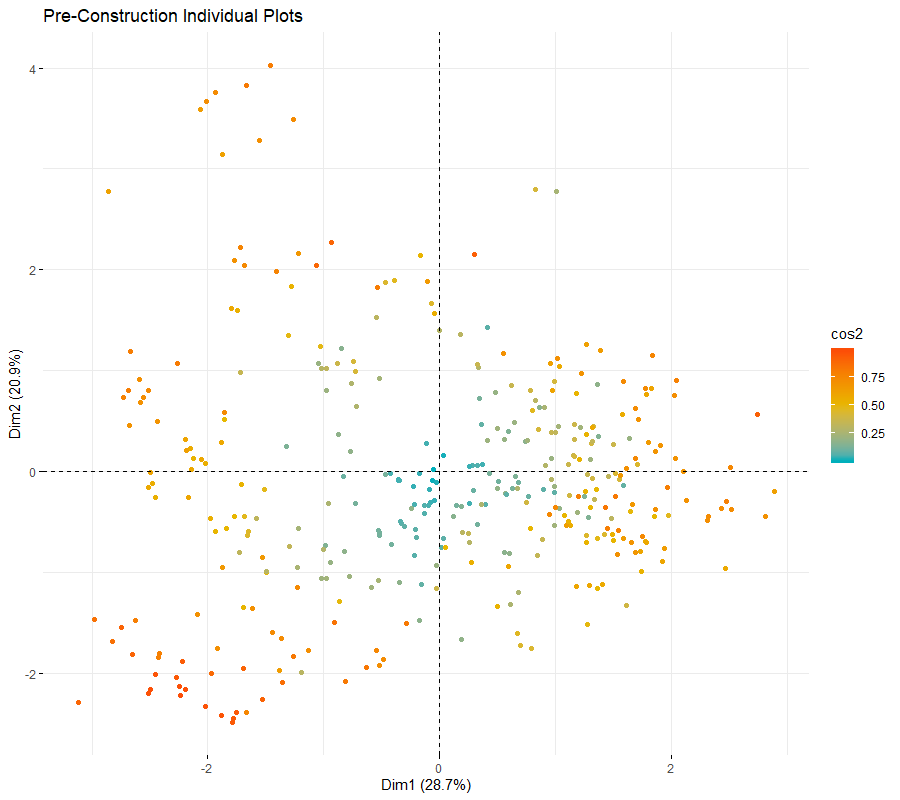 Pre-Construction Individual Plots
4
2
0
-2
Dim2 (20.9%)
-2
0
2
Dim1 (28.7%)
cos2
0.75
0.50
0.25